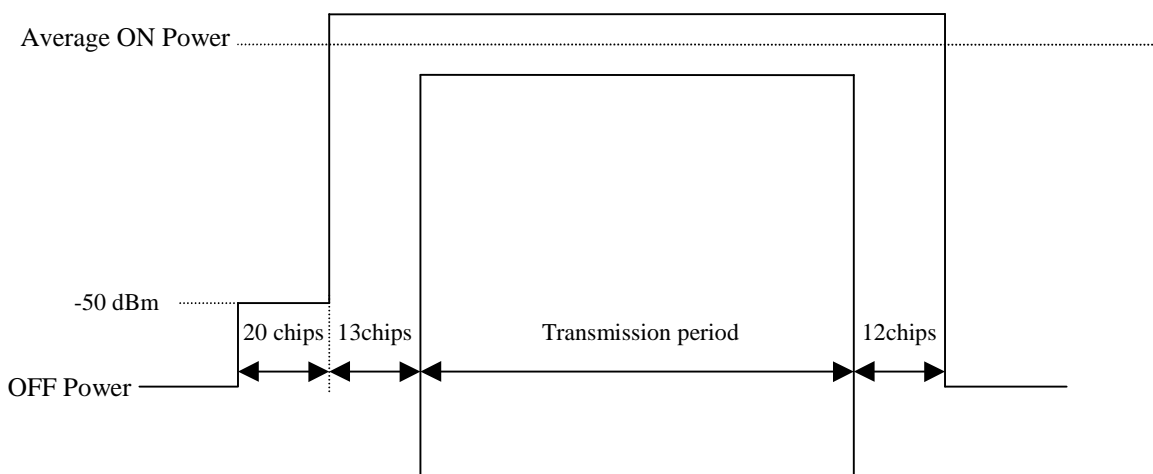 Average ON Power
-50 dBm
20 chips 13chips Transmission period 12chips
OFF Power